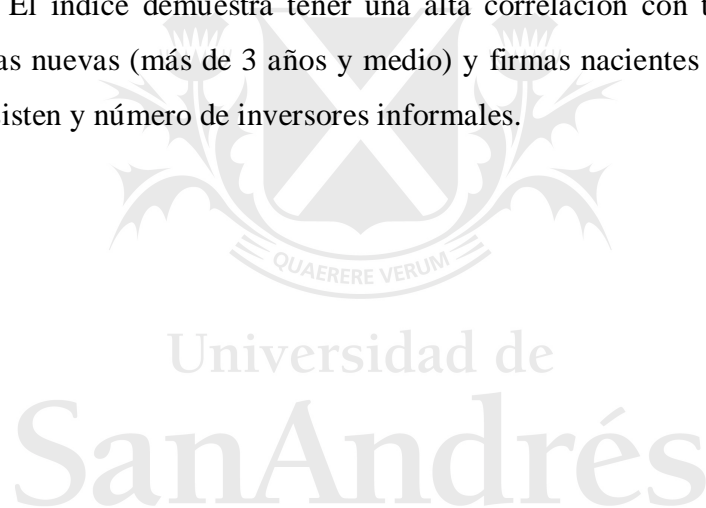 El índice demuestra tener una alta correlación con t
as nuevas (más de 3 años y medio) y firmas nacientes
isten y número de inversores informales.
QUAERERE VERUM
Universidad de
SanAndrés